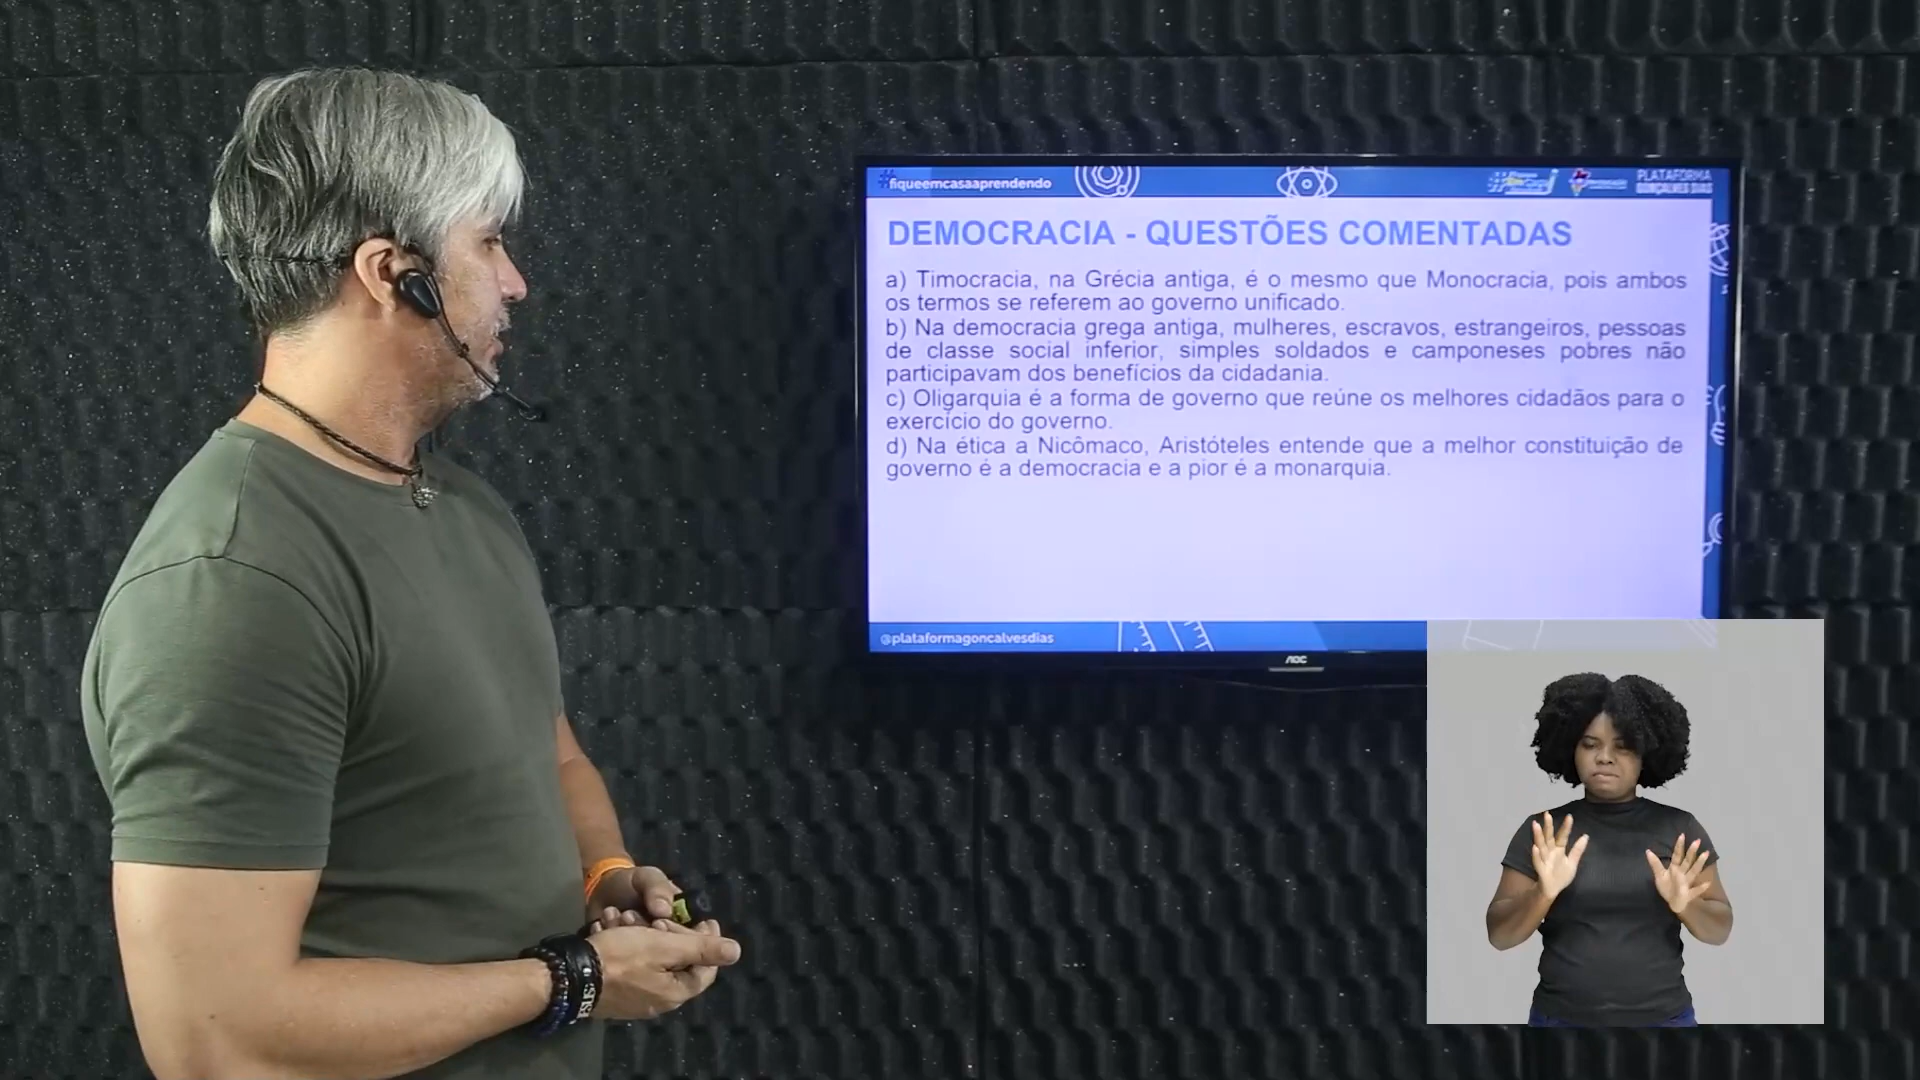 #fiqueemcasaaprendendo
PLATAFORMA
GONÇALVES DIAS
DEMOCRACIA - QUESTÕES COMENTADAS
a) Timocracia, na Grécia antiga, é o mesmo que Monocracia, pois ambos
os termos se referem ao governo unificado.
b) Na democracia grega antiga, mulheres, escravos, estrangeiros, pessoas
de classe social inferior, simples soldados e camponeses pobres não
participavam dos benefícios da cidadania.
c) Oligarquia é a forma de governo que reúne os melhores cidadãos para o
exercício do governo.
d) Na ética a Nicômaco, Aristóteles entende que a melhor constituição de
governo é a democracia e a pior é a monarquia.
@plataformagoncalvesdias
AOC
JESUS